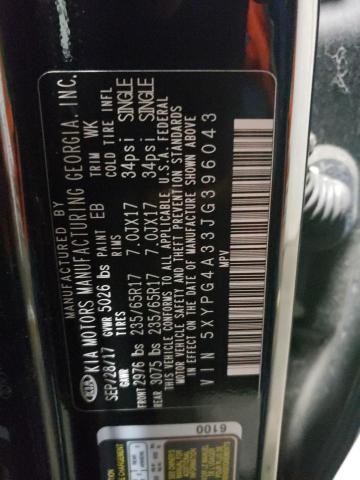 MANUFACTURED BY
KIA KIA MOTORS MANUFACTURING GEORGIA, INC.
SEP/28/17 PAINT EB TRIM WK
GVWR 5026 lbs
GAWR TIRES RIMS COLD TIRE INFL
FRONT 2976 lbs 235/65R17 7.0JX17 34psi SINGLE
REAR 3075 lbs 235/65R17 7.0JX17 34psi SINGLE
THIS VEHICLE CONFORMS TO ALL APPLICABLE U.S.A. FEDERAL
MOTOR VEHICLE SAFETY AND THEFT PREVENTION STANDARDS
IN EFFECT ON THE DATE OF MANUFACTURE SHOWN ABOVE
VIN 5XYPG4A33JG396043
MPV
6100